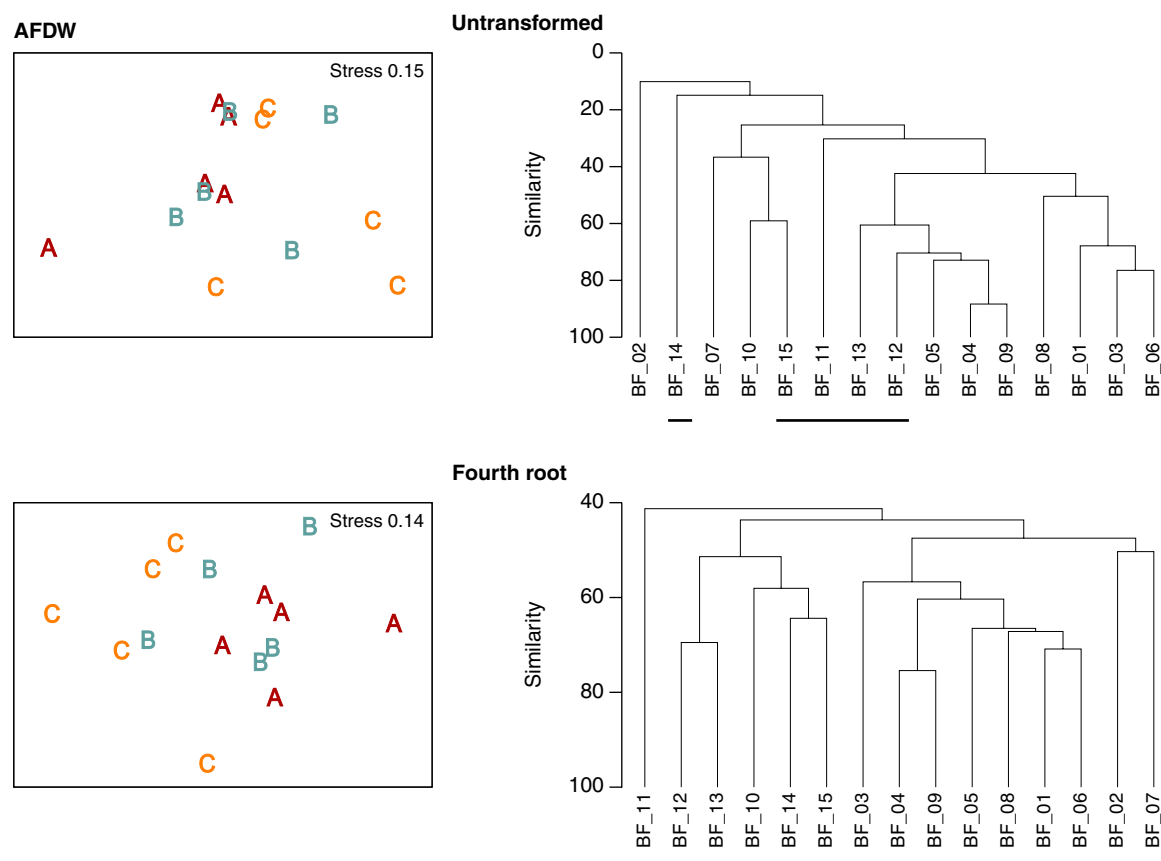 Untransformed
AFDW
Stress 0.15
A
B
A
C
C
B
A
B
A
B
C
A
B
C
C
0
20
40
60
80
100
Similarity
BF_02
BF_14
BF_07
BF_10
BF_15
BF_11
BF_13
BF_12
BF_05
BF_04
BF_09
BF_08
BF_01
BF_03
BF_06
Fourth root
Stress 0.14
B
C
C
B
A
A
C
A
B
A
B
C
B
A
C
40
60
80
100
Similarity
BF_11
BF_12
BF_13
BF_10
BF_14
BF_15
BF_03
BF_04
BF_09
BF_05
BF_08
BF_01
BF_06
BF_02
BF_07